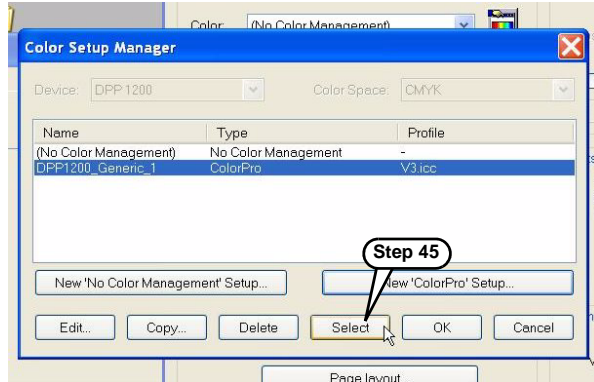 Color: (No Color Management)
Color Setup Manager
Device: DPP 1200 Color Space: CMYK
Name Type Profile
(No Color Management) No Color Management -
DPP1200_Generic_1 ColorPro V3.icc
Step 45
New 'No Color Management' Setup... New 'ColorPro' Setup...
Edit... Copy... Delete Select OK Cancel
Page layout...